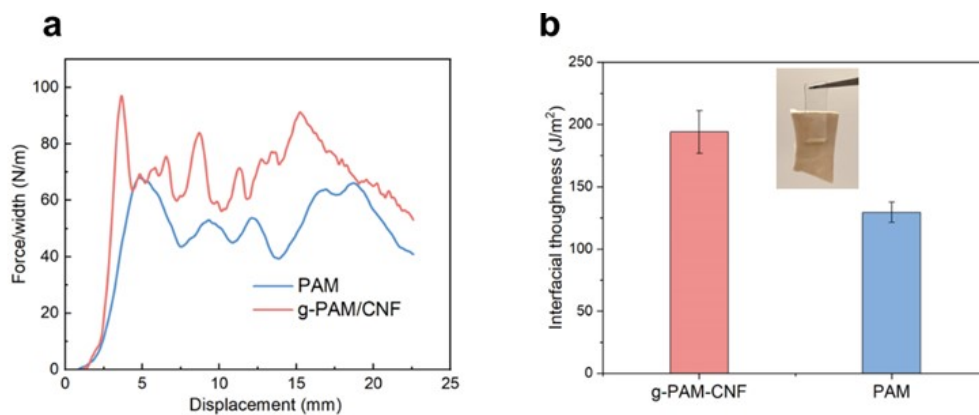 a
Force/width (N/m)
100
80
60
40
20
0
PAM
g-PAM/CNF
0
5
10
15
20
25
Displacement (mm)
b
Interfacial thoughness (J/m²)
250
200
150
100
50
0
g-PAM-CNF
PAM